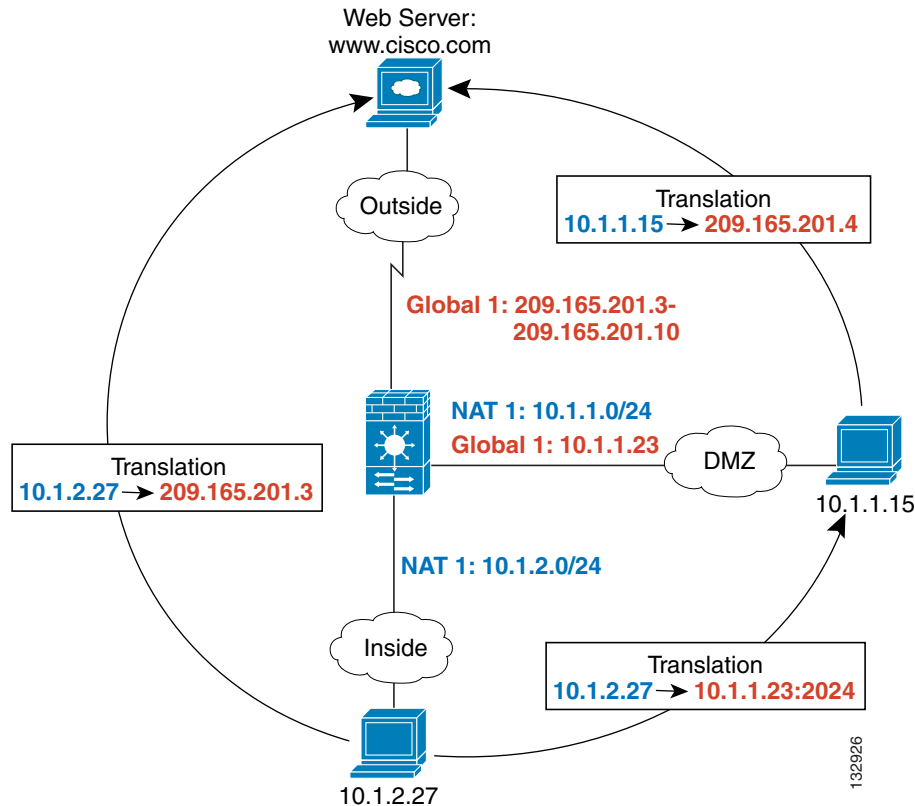 Web Server:
www.cisco.com
Outside
Translation
10.1.1.15 → 209.165.201.4
Global 1: 209.165.201.3-
209.165.201.10
NAT 1: 10.1.1.0/24
Global 1: 10.1.1.23
DMZ
10.1.1.15
Translation
10.1.2.27 → 209.165.201.3
NAT 1: 10.1.2.0/24
Inside
Translation
10.1.2.27 → 10.1.1.23:2024
10.1.2.27
132926